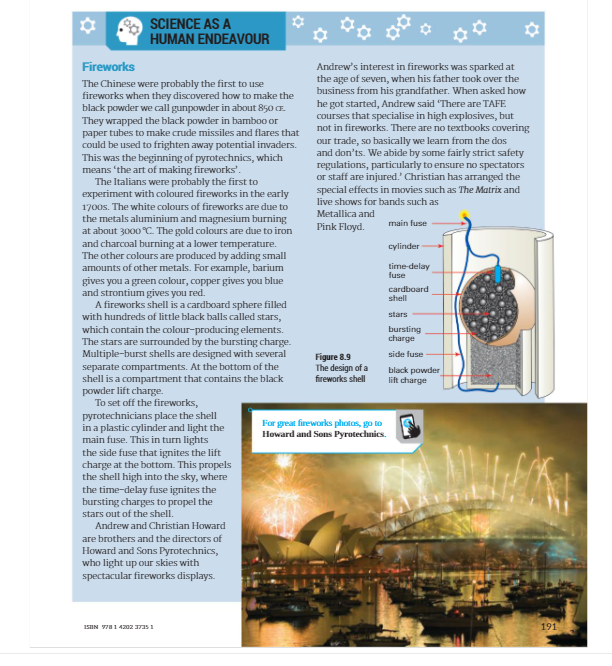 SCIENCE AS A
HUMAN ENDEAVOUR
Fireworks
The Chinese were probably the first to use
fireworks when they discovered how to make the
black powder we call gunpowder in about 850 CE.
They wrapped the black powder in bamboo or
paper tubes to make crude missiles and flares that
could be used to frighten away potential invaders.
This was the beginning of pyrotechnics, which
means ‘the art of making fireworks’.
The Italians were probably the first to
experiment with coloured fireworks in the early
1700s. The white colours of fireworks are due to
the metals aluminium and magnesium burning
at about 3000 °C. The gold colours are due to iron
and charcoal burning at a lower temperature.
The other colours are produced by adding small
amounts of other metals. For example, barium
gives you a green colour, copper gives you blue
and strontium gives you red.
A fireworks shell is a cardboard sphere filled
with hundreds of little black balls called stars,
which contain the colour-producing elements.
The stars are surrounded by the bursting charge.
Multiple-burst shells are designed with several
separate compartments. At the bottom of the
shell is a compartment that contains the black
powder lift charge.
To set off the fireworks,
pyrotechnicians place the shell
in a plastic cylinder and light the
main fuse. This in turn lights
the side fuse that ignites the lift
charge at the bottom. This propels
the shell high into the sky, where
the time-delay fuse ignites the
bursting charges to propel the
stars out of the shell.
Andrew and Christian Howard
are brothers and the directors of
Howard and Sons Pyrotechnics,
who light up our skies with
spectacular fireworks displays.
Andrew’s interest in fireworks was sparked at
the age of seven, when his father took over the
business from his grandfather. When asked how
he got started, Andrew said ‘There are TAFE
courses that specialise in high explosives, but
not in fireworks. There are no textbooks covering
our trade, so basically we learn from the dos
and don’ts. We abide by some fairly strict safety
regulations, particularly to ensure no spectators
or staff are injured.’ Christian has arranged the
special effects in movies such as The Matrix and
live shows for bands such as
Metallica and
Pink Floyd.
main fuse
cylinder
time-delay
fuse
cardboard
shell
stars
bursting
charge
side fuse
black powder
lift charge
Figure 8.9
The design of a
fireworks shell
For great fireworks photos, go to
Howard and Sons Pyrotechnics.
ISBN 978 1 4202 3735 1
191